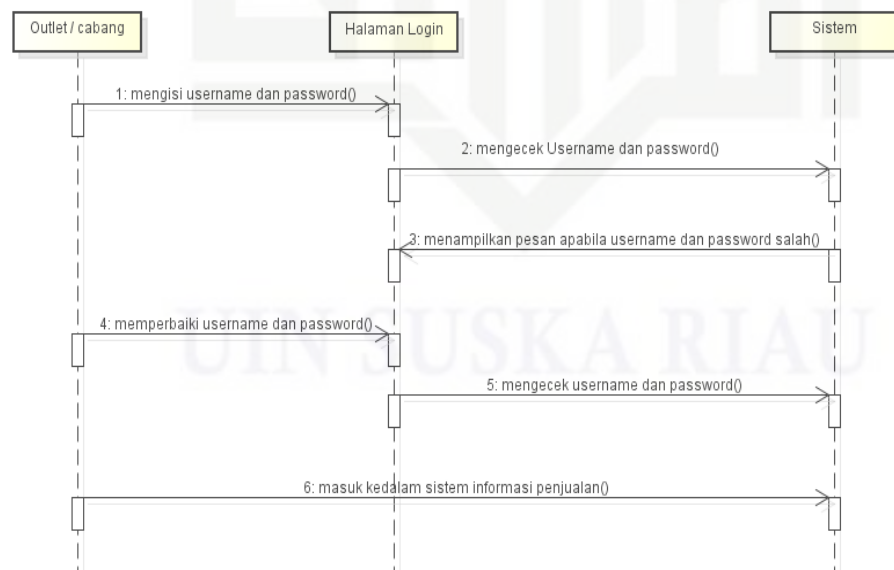 Outlet / cabang
Halaman Login
Sistem
1: mengisi username dan password()
2: mengecek Username dan password()
3: menampilkan pesan apabila username dan password salah()
4: memperbaiki username dan password()
UIN SUSKA RIAU
5: mengecek username dan password()
6: masuk kedalam sistem informasi penjualan()